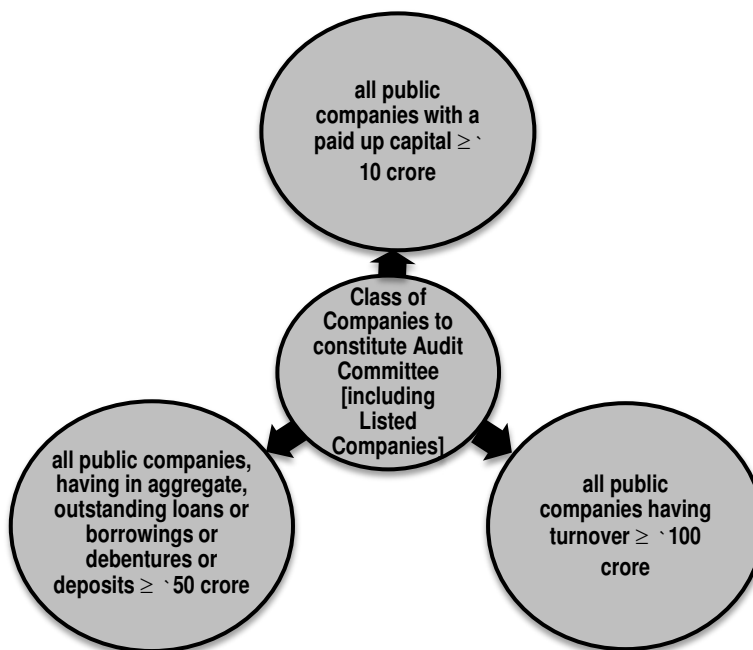 all public
companies with a
paid up capital ≥ `
10 crore
Class of
Companies to
constitute Audit
Committee
[including
Listed
Companies]
all public companies,
having in aggregate,
outstanding loans or
borrowings or
debentures or
deposits ≥ `50 crore
all public
companies having
turnover ≥ `100
crore